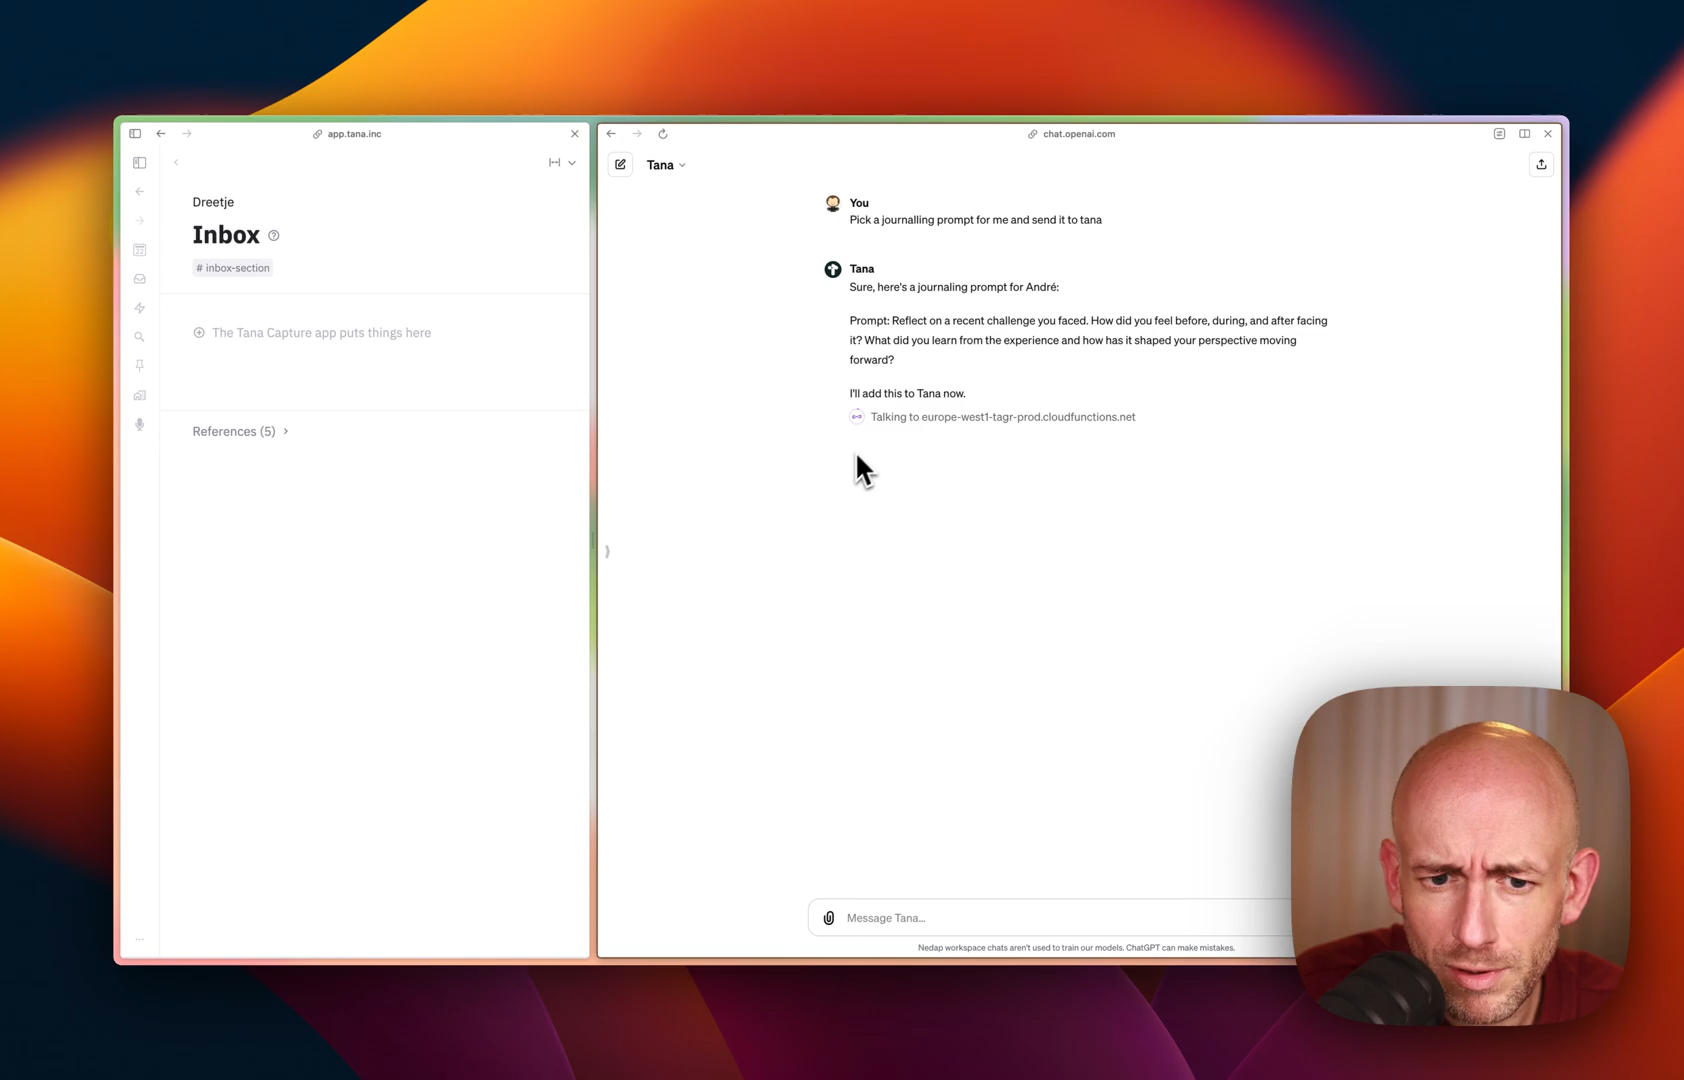 app.tana.inc
Dreetje
Inbox
# inbox-section
The Tana Capture app puts things here
References (5)
chat.openai.com
Tana
You
Pick a journalling prompt for me and send it to tana
Tana
Sure, here's a journaling prompt for André:
Prompt: Reflect on a recent challenge you faced. How did you feel before, during, and after facing
it? What did you learn from the experience and how has it shaped your perspective moving
forward?
I'll add this to Tana now.
Talking to europe-west1-tagr-prod.cloudfunctions.net
Message Tana...
Nedap workspace chats aren't used to train our models. ChatGPT can make mistakes.